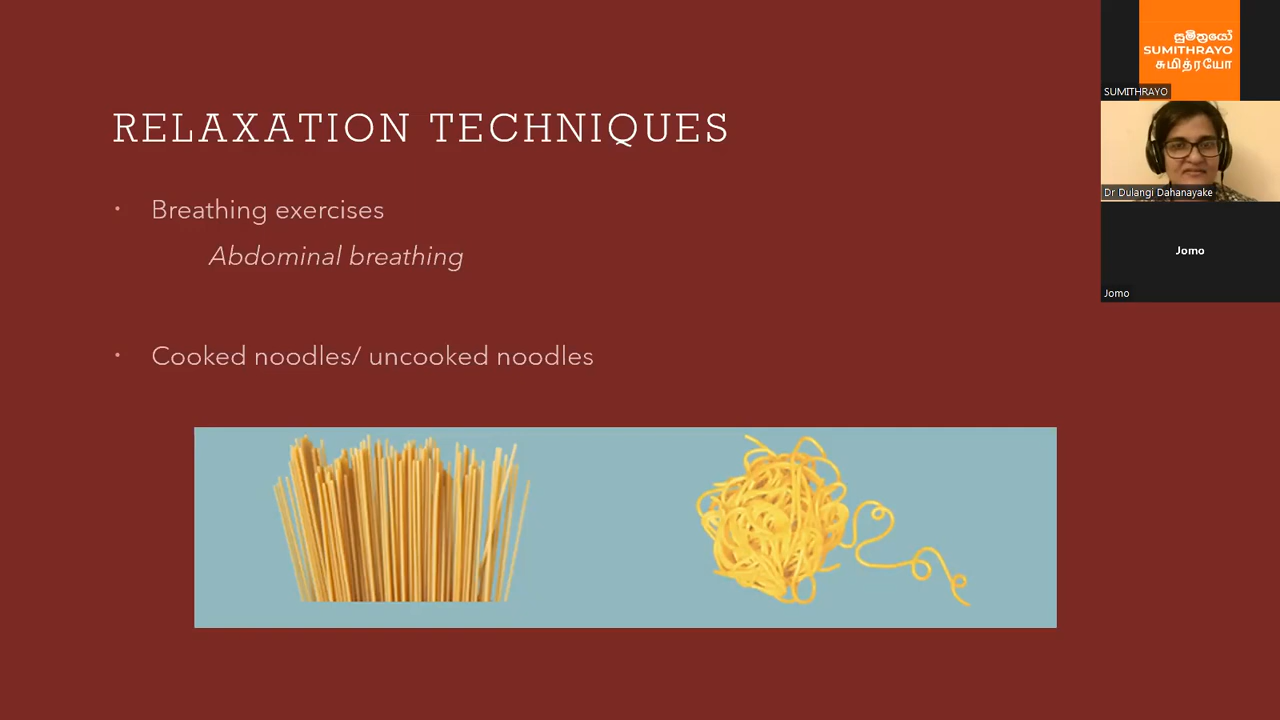 RELAXATION TECHNIQUES
• Breathing exercises
Abdominal breathing
• Cooked noodles/ uncooked noodles
සුමිත්‍රයෝ
SUMITHRAYO
சுமித்ரயோ
SUMITHRAYO
Dr Dulangi Dahanayake
Jomo
Jomo